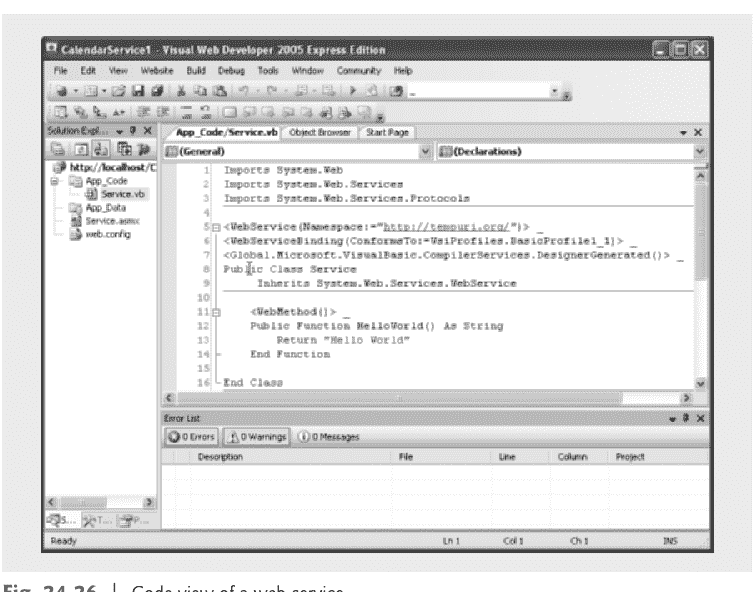 CalendarService1 - Visual Web Developer 2005 Express Edition
File Edit View Website Build Debug Tools Window Community Help
Solution Expl...
App_Code/Service.vb Object Browser Start Page
(General) (Declarations)
http://localhost/C
App_Code
Service.vb
App_Data
Service.asmx
web.config
1 Imports System.Web
2 Imports System.Web.Services
3 Imports System.Web.Services.Protocols
4
5 <WebService(Namespace:="http://tempuri.org/")> _
6 <WebServiceBinding(ConformsTo:=WsiProfiles.BasicProfile1_1)> _
7 <Global.Microsoft.VisualBasic.CompilerServices.DesignerGenerated()> _
8 Public Class Service
9 Inherits System.Web.Services.WebService
10
11 <WebMethod()> _
12 Public Function HelloWorld() As String
13 Return "Hello World"
14 End Function
15
16 End Class
Error List
0 Errors 0 Warnings 0 Messages
Description File Line Column Project
S... T... P...
Ready Ln 1 Col 1 Ch 1 INS
Fig. 24.26 | Code view of a web service.